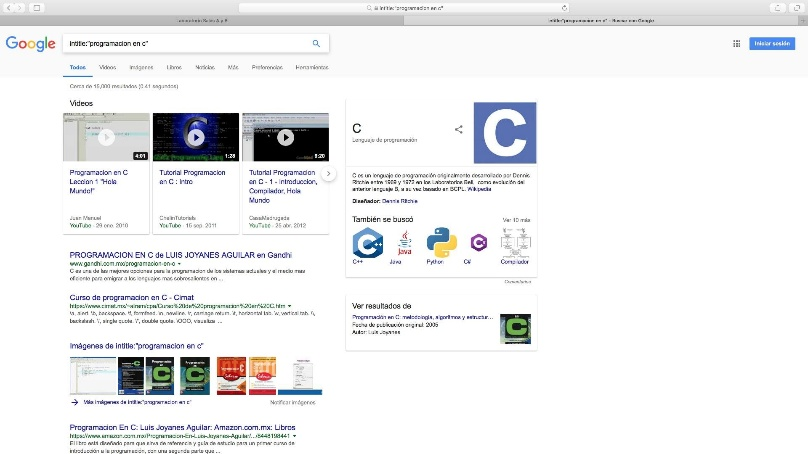 intitle:"programacion en c"
intitle:"programacion en c" - Buscar con Google
Google
intitle:"programacion en c"
Iniciar sesión
Todos Videos Imágenes Libros Noticias Más Preferencias Herramientas
Cerca de 15,000 resultados (0.41 segundos)
Videos
4:01
1:28
9:20
Programacion en C
Leccion 1 "Hola
Mundo!"
Juan Manuel
YouTube - 29 ene. 2010
Tutorial Programacion
en C : Intro
ChelinTutorials
YouTube - 15 sep. 2011
Tutorial Programacion
en C - 1 - Introduccion,
Compilador, Hola
Mundo
CasaMadrugada
YouTube - 25 abr. 2012
PROGRAMACION EN C de LUIS JOYANES AGUILAR en Gandhi
www.gandhi.com.mx/programacion-en-c
C es una de las mejores opciones para la programación de los sistemas actuales y el medio más
eficiente para emigrar a los lenguajes más sobresalientes en ...
Curso de programacion en C - Cimat
\a, alert. \b, backspace. \f, formfeed. \n, newline. \r, carriage return. \t, horizontal tab. \v, vertical tab. \\,
backslash. \', single quote. \", double quote. \OOO, visualiza ...
Imágenes de intitle:"programacion en c"
Más imágenes de intitle:"programacion en c"
Notificar imágenes
Programacion En C: Luis Joyanes Aguilar: Amazon.com.mx: Libros
https://www.amazon.com.mx/Programacion-En-Luis-Joyanes-Aguilar/.../8448198441
El libro está diseñado para que sirva de referencia y guía de estudio para un primer curso de
introducción a la programación, con una segunda parte que ...
C
Lenguaje de programación
C
C es un lenguaje de programación originalmente desarrollado por Dennis
Ritchie entre 1969 y 1972 en los Laboratorios Bell, como evolución del
anterior lenguaje B, a su vez basado en BCPL. Wikipedia
Diseñador: Dennis Ritchie
También se buscó
Ver 10 más
C++ Java Python C# Compilador
Comentarios
Ver resultados de
Programación en C: metodología, algoritmos y estructur...
Fecha de publicación original: 2005
Autor: Luis Joyanes